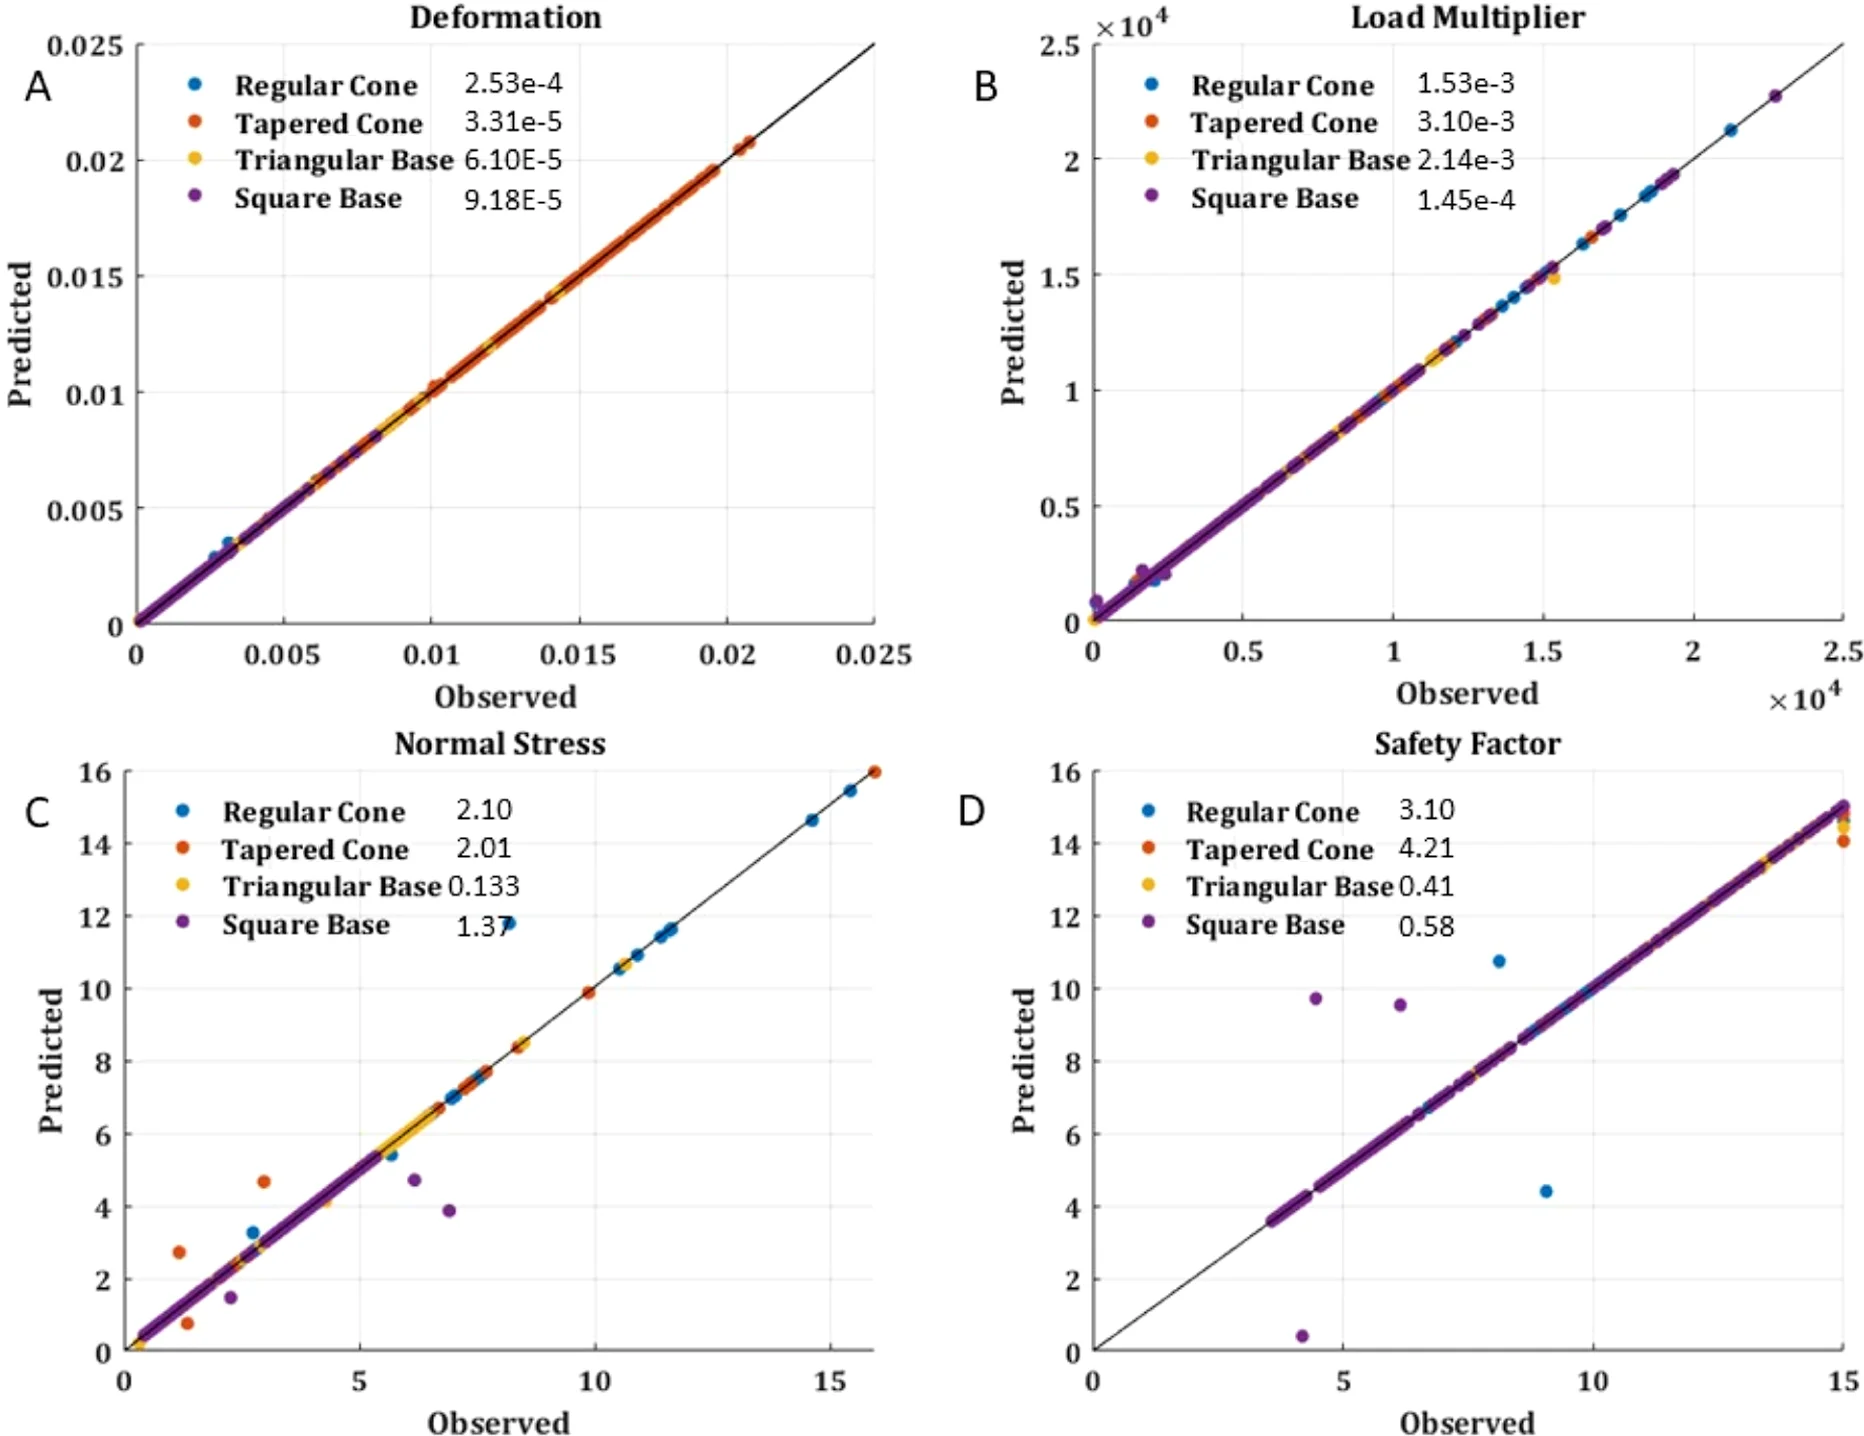 Deformation
A
0.025
0.02
0.015
0.01
0.005
0
Regular Cone 2.53e-4
Tapered Cone 3.31e-5
Triangular Base 6.10E-5
Square Base 9.18E-5
Predicted
0 0.005 0.01 0.015 0.02 0.025
Observed
Load Multiplier
B
×10⁴
2.5
2
1.5
1
0.5
0
Regular Cone 1.53e-3
Tapered Cone 3.10e-3
Triangular Base 2.14e-3
Square Base 1.45e-4
Predicted
0 0.5 1 1.5 2 2.5
Observed
×10⁴
Normal Stress
C
16
14
12
10
8
6
4
2
0
Regular Cone 2.10
Tapered Cone 2.01
Triangular Base 0.133
Square Base 1.37
Predicted
0 5 10 15
Observed
Safety Factor
D
16
14
12
10
8
6
4
2
0
Regular Cone 3.10
Tapered Cone 4.21
Triangular Base 0.41
Square Base 0.58
Predicted
0 5 10 15
Observed